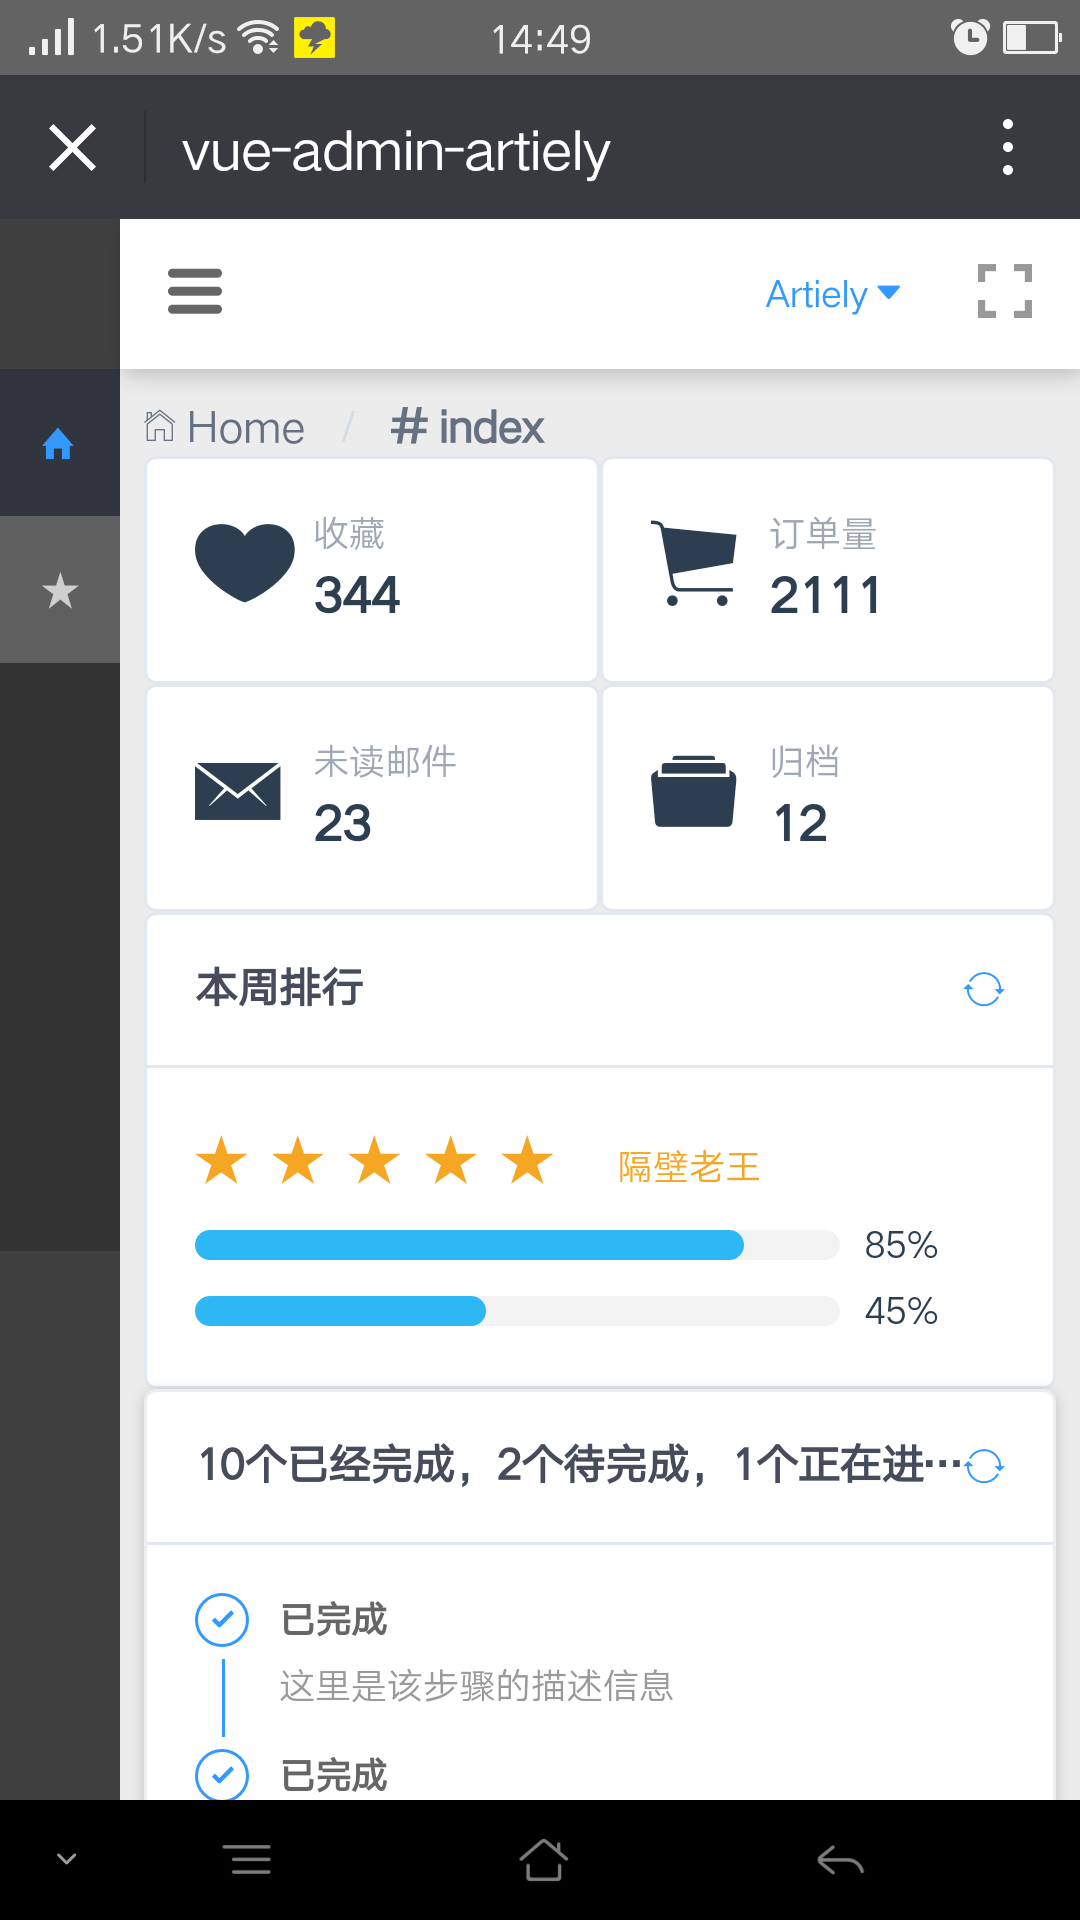 1.51K/s 14:49
vue-admin-artiely
Artiely
Home / # index
收藏
344
订单量
2111
未读邮件
23
归档
12
本周排行
隔壁老王
85%
45%
10个已经完成，2个待完成，1个正在进…
已完成
这里是该步骤的描述信息
已完成